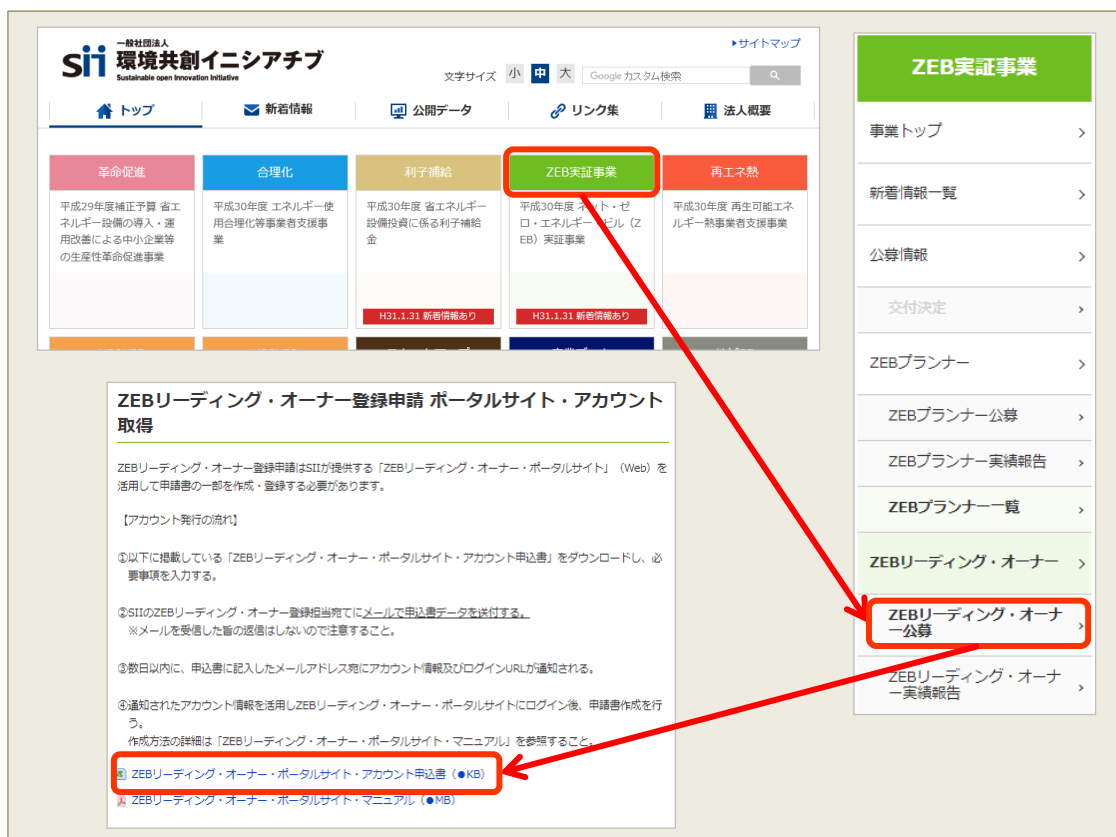 sii
一般社団法人
環境共創イニシアチブ
Sustainable open Innovation Initiative
サイトマップ
文字サイズ 小 中 大 Google カスタム検索
トップ 新着情報 公開データ リンク集 法人概要
革命促進
平成29年度補正予算 省エ
ネルギー設備の導入・運
用改善による中小企業等
の生産性革命促進事業
合理化
平成30年度 エネルギー使
用合理化等事業者支援事
業
利子補給
平成30年度 省エネルギー
設備投資に係る利子補給
金
H31.1.31 新着情報あり
ZEB実証事業
平成30年度 ネット・ゼ
ロ・エネルギー・ビル(Z
EB)実証事業
H31.1.31 新着情報あり
再エネ熱
平成30年度 再生可能エネ
ルギー熱事業者支援事業
ZEB実証事業
事業トップ
新着情報一覧
公募情報
交付決定
ZEBプランナー
ZEBプランナー公募
ZEBプランナー実績報告
ZEBプランナー一覧
ZEBリーディング・オーナー
ZEBリーディング・オーナ
ー公募
ZEBリーディング・オーナ
ー実績報告
ZEBリーディング・オーナー登録申請 ポータルサイト・アカウント
取得
ZEBリーディング・オーナー登録申請はSIIが提供する「ZEBリーディング・オーナー・ポータルサイト」(Web)を
活用して申請書の一部を作成・登録する必要があります。
【アカウント発行の流れ】
①以下に掲載している「ZEBリーディング・オーナー・ポータルサイト・アカウント申込書」をダウンロードし、必
要事項を入力する。
②SIIのZEBリーディング・オーナー登録担当宛てにメールで申込書データを送付する。
※メールを受信した旨の返信はしないので注意すること。
③数日以内に、申込書に記入したメールアドレス宛にアカウント情報及びログインURLが通知される。
④通知されたアカウント情報を活用しZEBリーディング・オーナー・ポータルサイトにログイン後、申請書作成を行
う。
作成方法の詳細は「ZEBリーディング・オーナー・ポータルサイト・マニュアル」を参照すること。
ZEBリーディング・オーナー・ポータルサイト・アカウント申込書(●KB)
ZEBリーディング・オーナー・ポータルサイト・マニュアル(●MB)